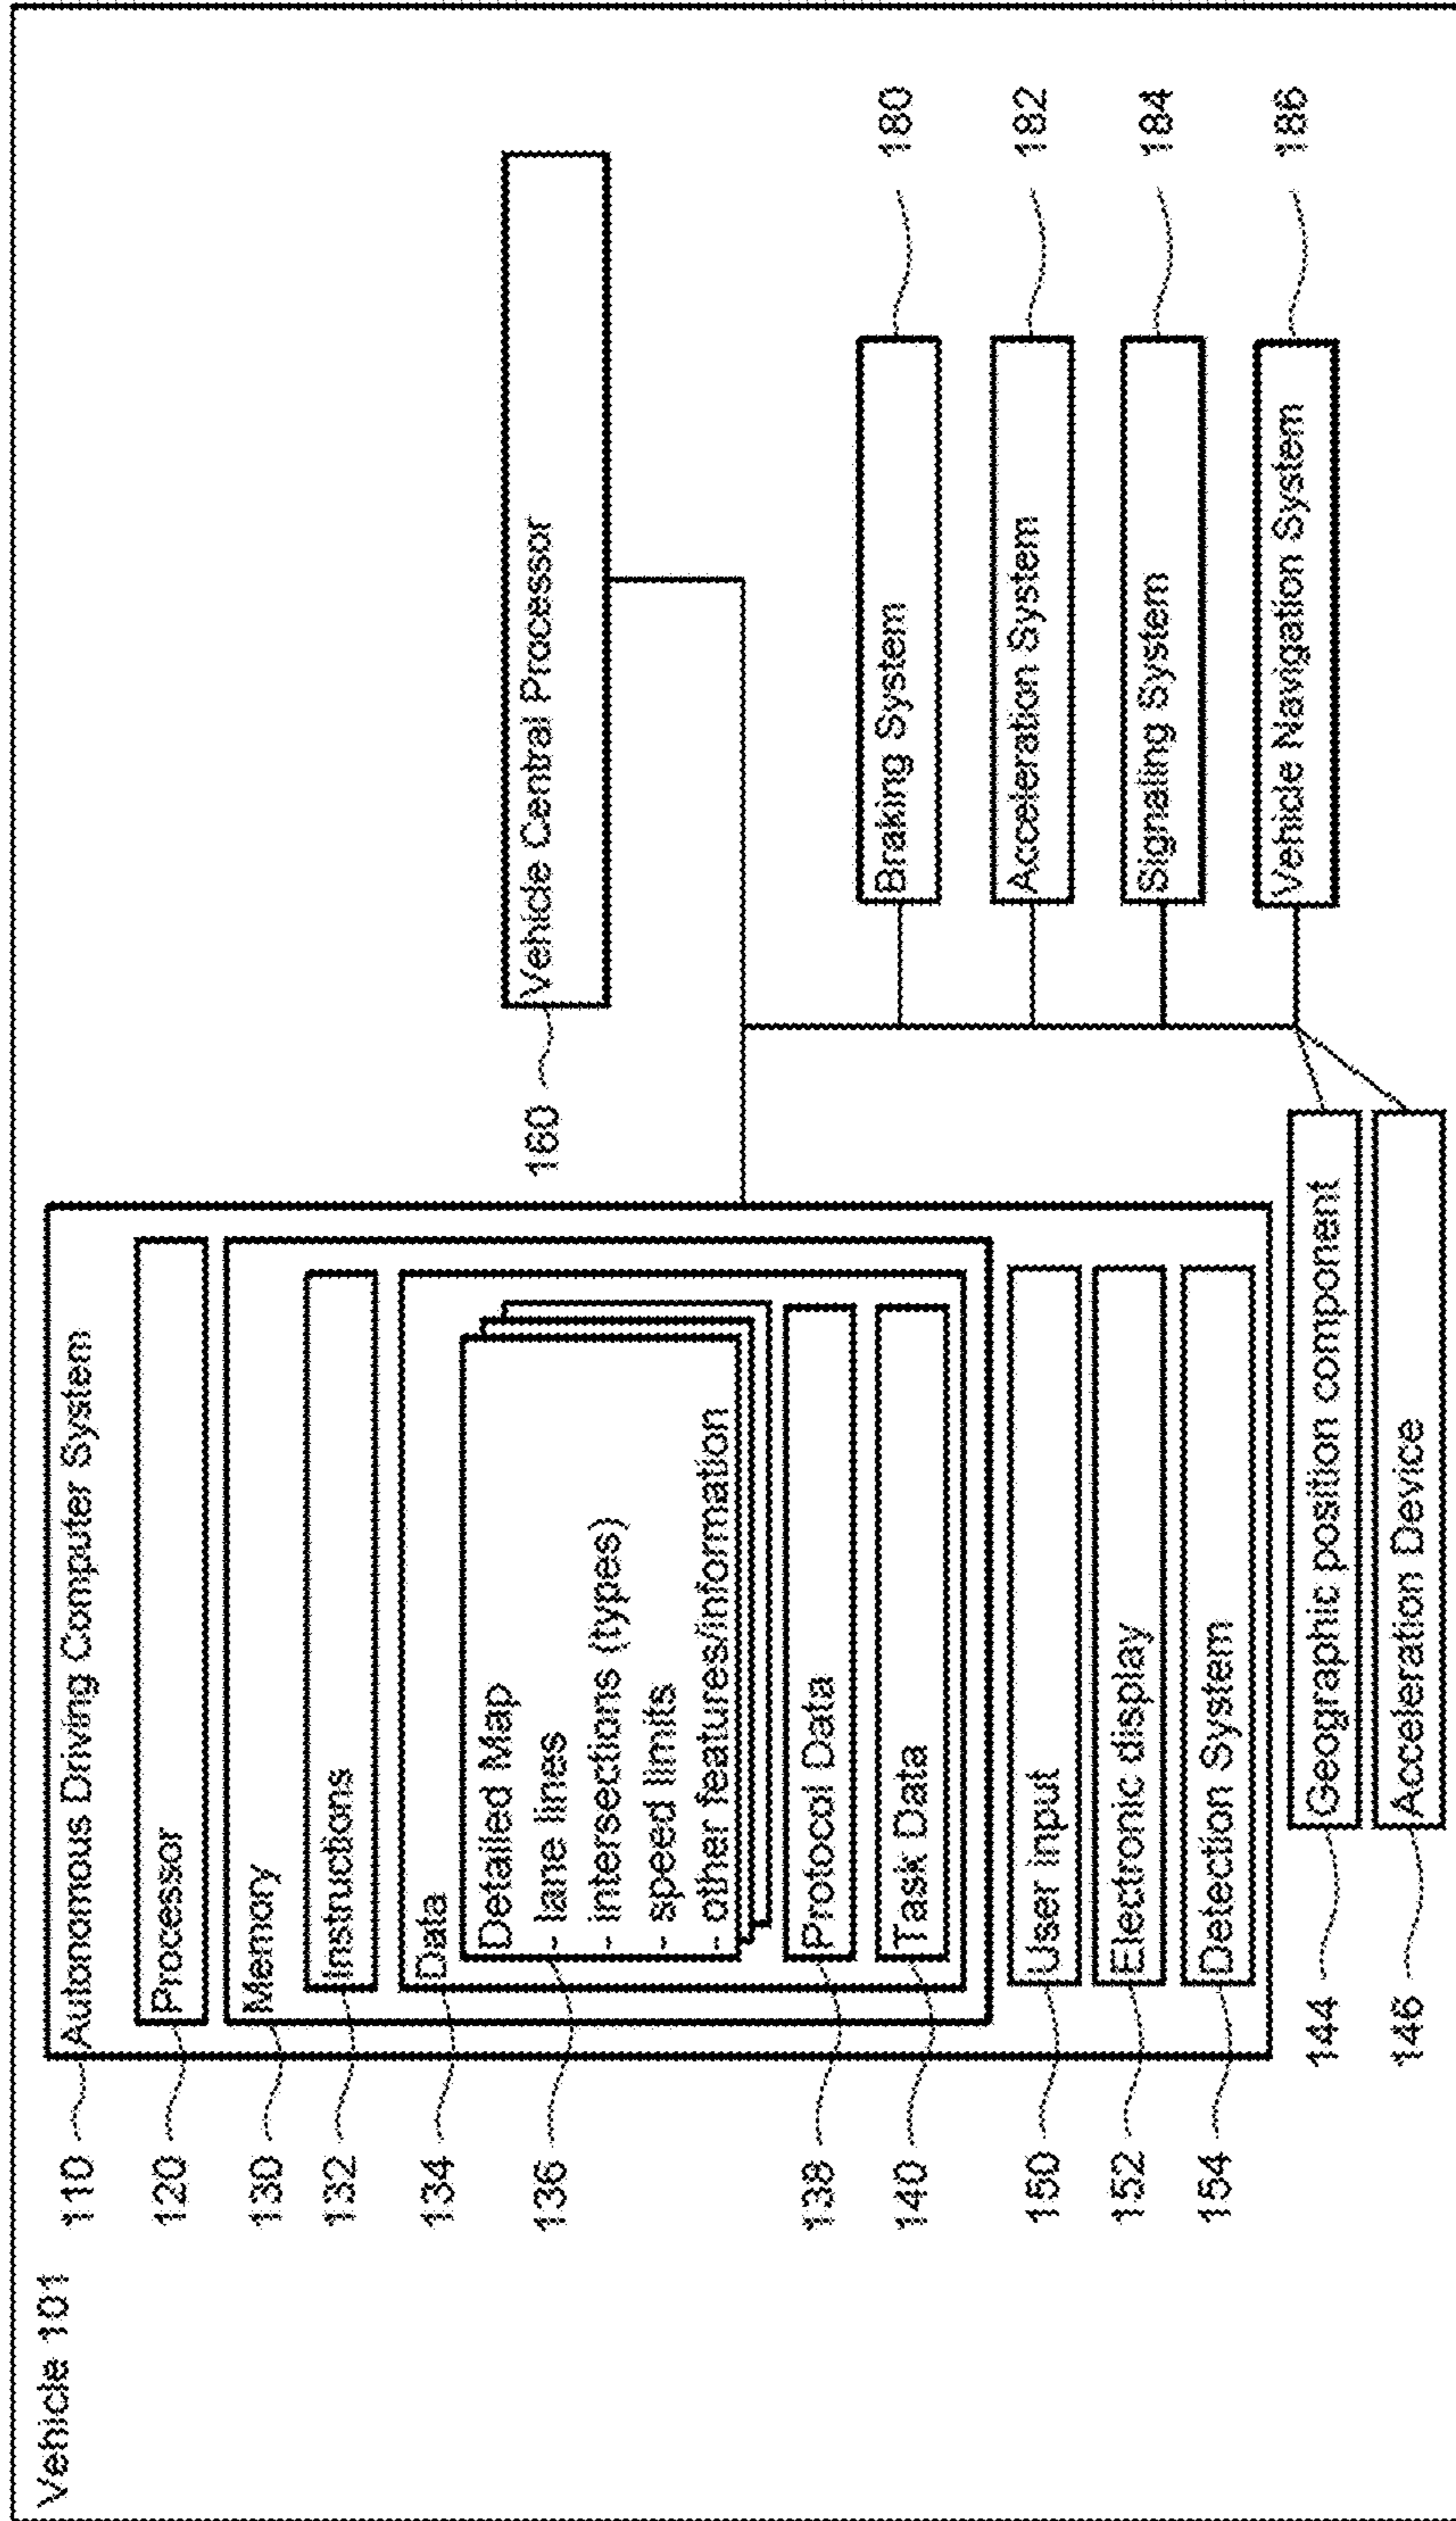 Vehicle 101
110
Autonomous Driving Computer System
120
Processor
130
Memory
132
Instructions
134
Data
136
Detailed Map
- lane lines
- intersections (types)
- speed limits
- other features/information
138
Protocol Data
140
Task Data
150
User Input
152
Electronic display
154
Detection System
144
Geographic position component
146
Acceleration Device
160
Vehicle Central Processor
Braking System
180
Acceleration System
182
Signaling System
184
Vehicle Navigation System
186